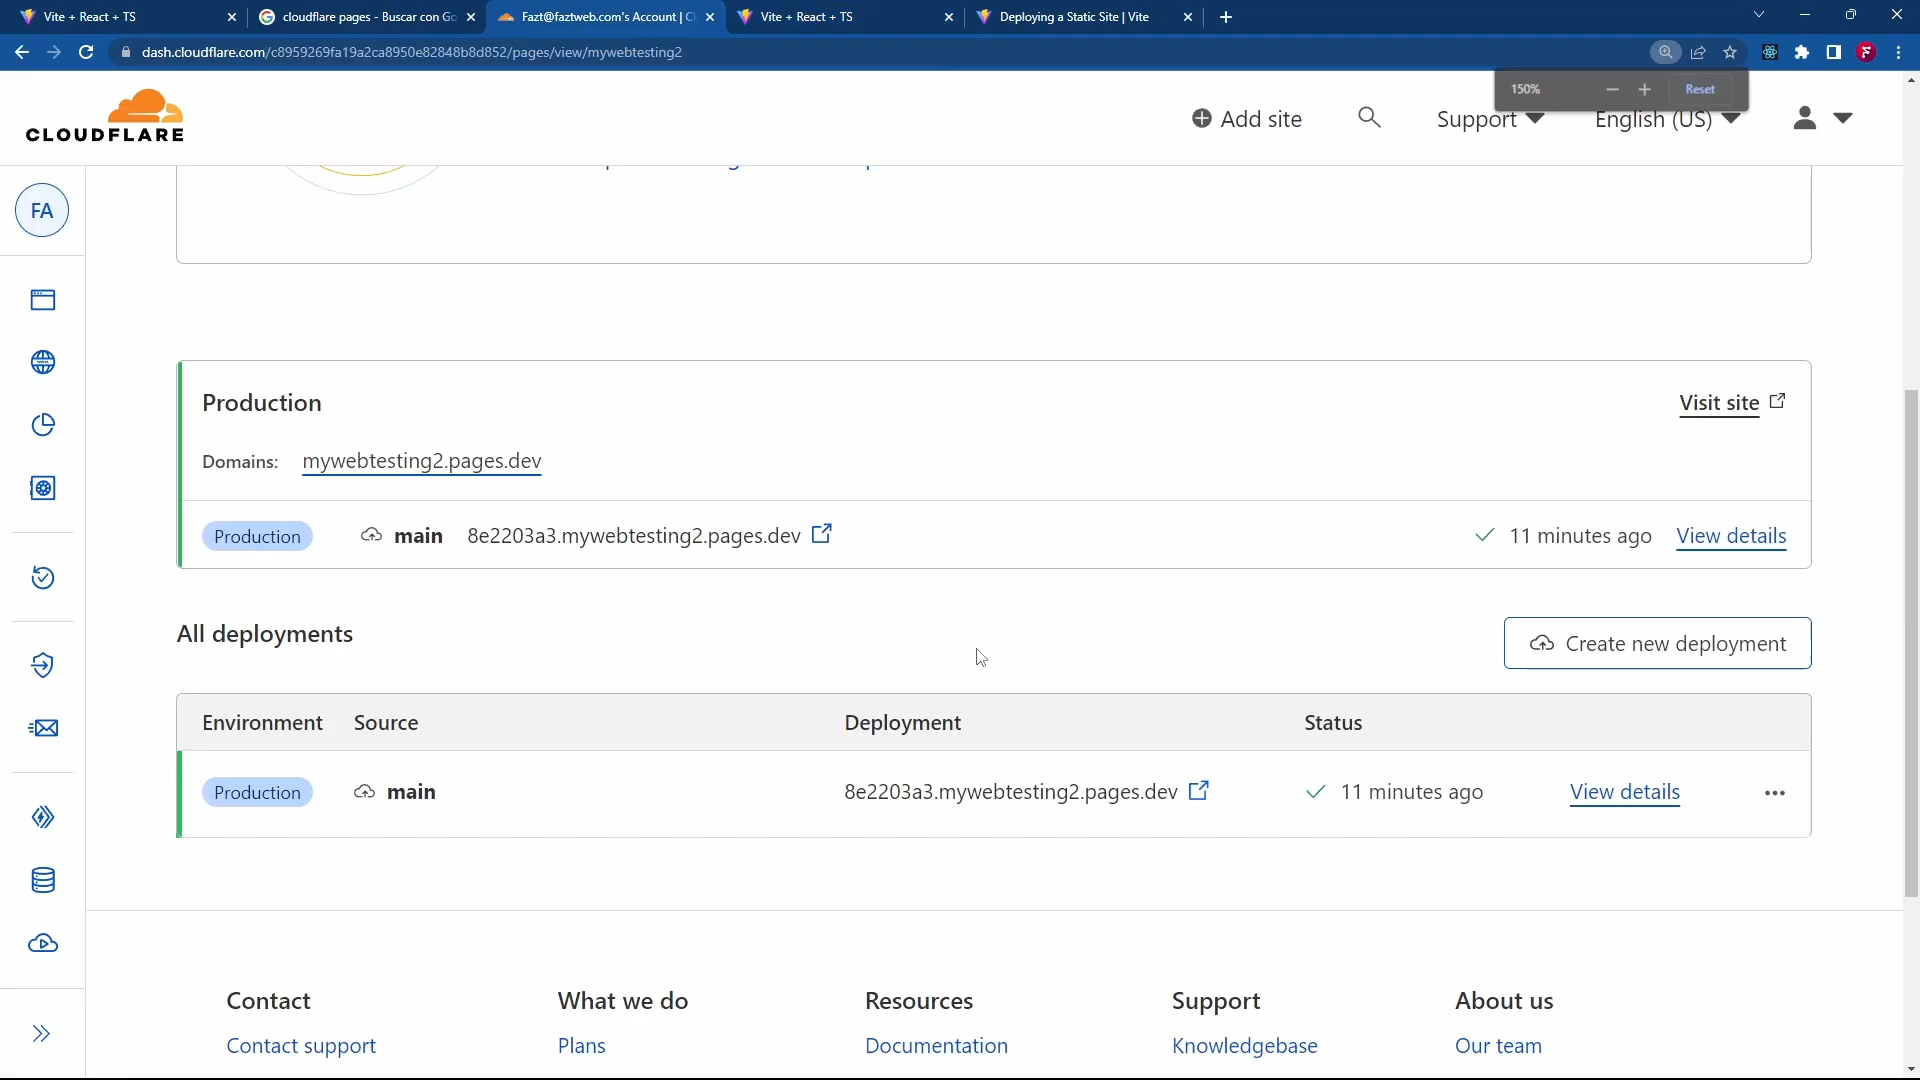 Vite + React + TS
cloudflare pages - Buscar con Go
Fazt@faztweb.com's Account | Cl
Vite + React + TS
Deploying a Static Site | Vite
dash.cloudflare.com/c8959269fa19a2ca8950e82848b8d852/pages/view/mywebtesting2
150%
Reset
CLOUDFLARE
Add site
Support
English (US)
FA
Production
Visit site
Domains:
mywebtesting2.pages.dev
Production
main
8e2203a3.mywebtesting2.pages.dev
11 minutes ago
View details
All deployments
Create new deployment
Environment
Source
Deployment
Status
Production
main
8e2203a3.mywebtesting2.pages.dev
11 minutes ago
View details
Contact
What we do
Resources
Support
About us
Contact support
Plans
Documentation
Knowledgebase
Our team